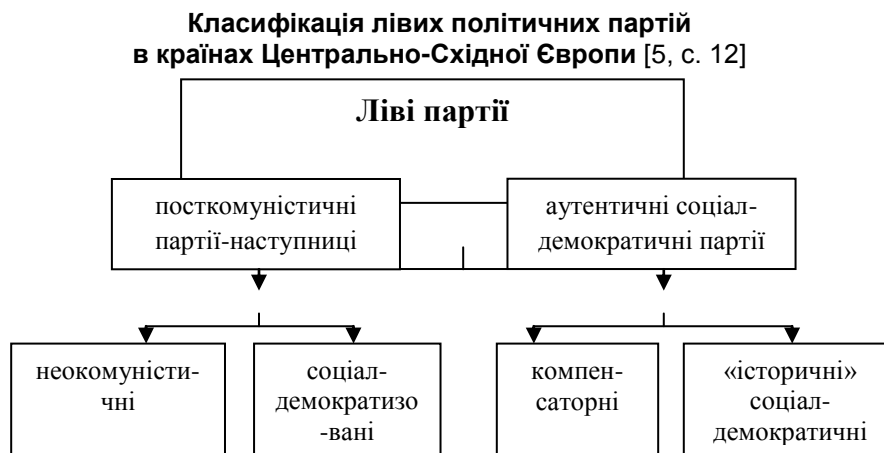 Класифікація лівих політичних партій
в країнах Центрально-Східної Європи [5, с. 12]
Ліві партії
посткомуністичні
партії-наступниці
аутентичні соціал-
демократичні партії
неокомуністи-
чні
соціал-
демократизо
-вані
компен-
саторні
«історичні»
соціал-
демократичні